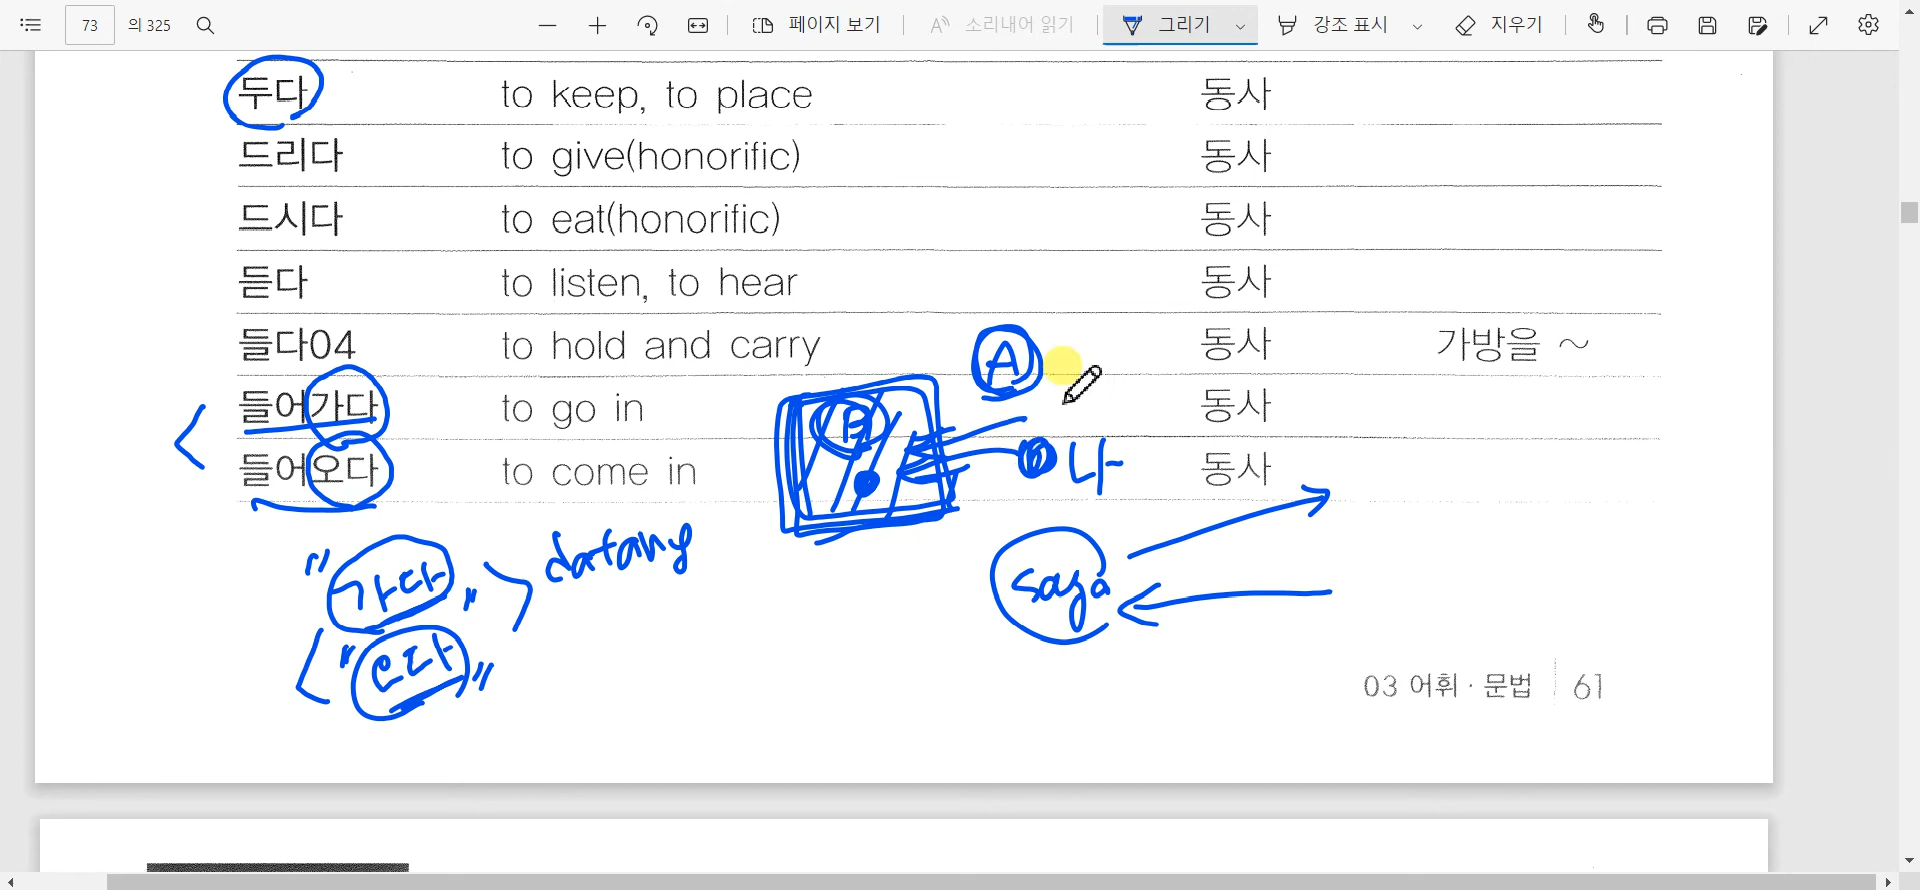 73 의 325 페이지 보기 소리내어 읽기 그리기 강조 표시 지우기
두다 to keep, to place 동사
드리다 to give(honorific) 동사
드시다 to eat(honorific) 동사
듣다 to listen, to hear 동사
들다04 to hold and carry 동사 가방을 ~
A
들어가다 to go in 동사
B
들어오다 to come in 동사
나
datang
"가다"
saya
"오다"
03 어휘 · 문법 61